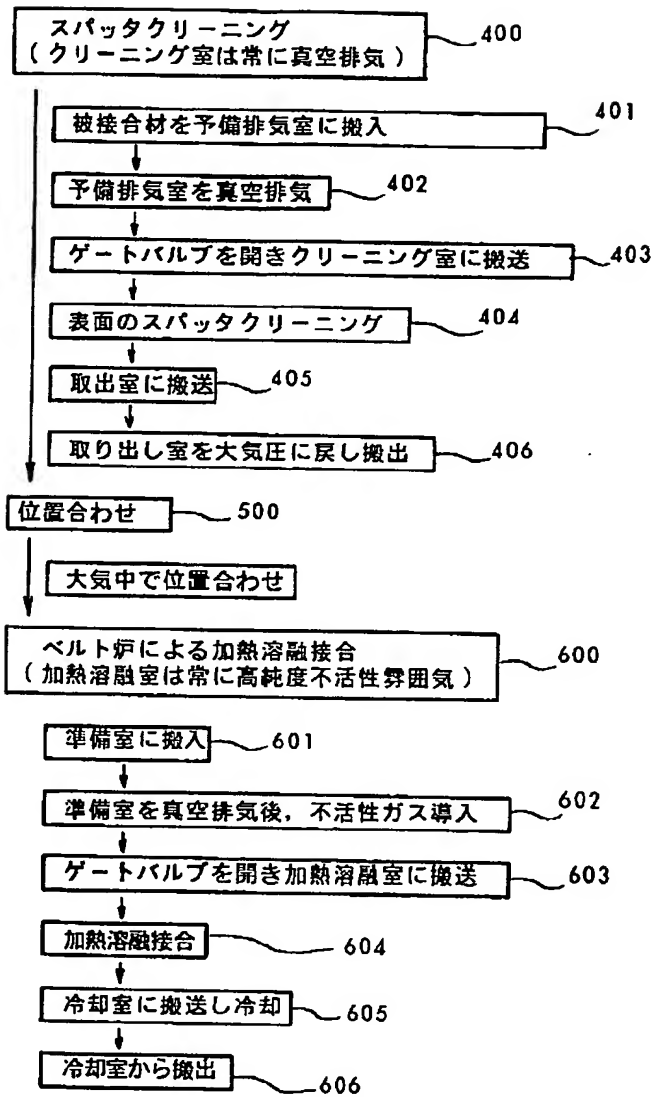 スパッタクリーニング
(クリーニング室は常に真空排気)
400
被接合材を予備排気室に搬入
401
予備排気室を真空排気
402
ゲートバルブを開きクリーニング室に搬送
403
表面のスパッタクリーニング
404
取出室に搬送
405
取り出し室を大気圧に戻し搬出
406
位置合わせ
500
大気中で位置合わせ
ベルト炉による加熱溶融接合
(加熱溶融室は常に高純度不活性雰囲気)
600
準備室に搬入
601
準備室を真空排気後,不活性ガス導入
602
ゲートバルブを開き加熱溶融室に搬送
603
加熱溶融接合
604
冷却室に搬送し冷却
605
冷却室から搬出
606